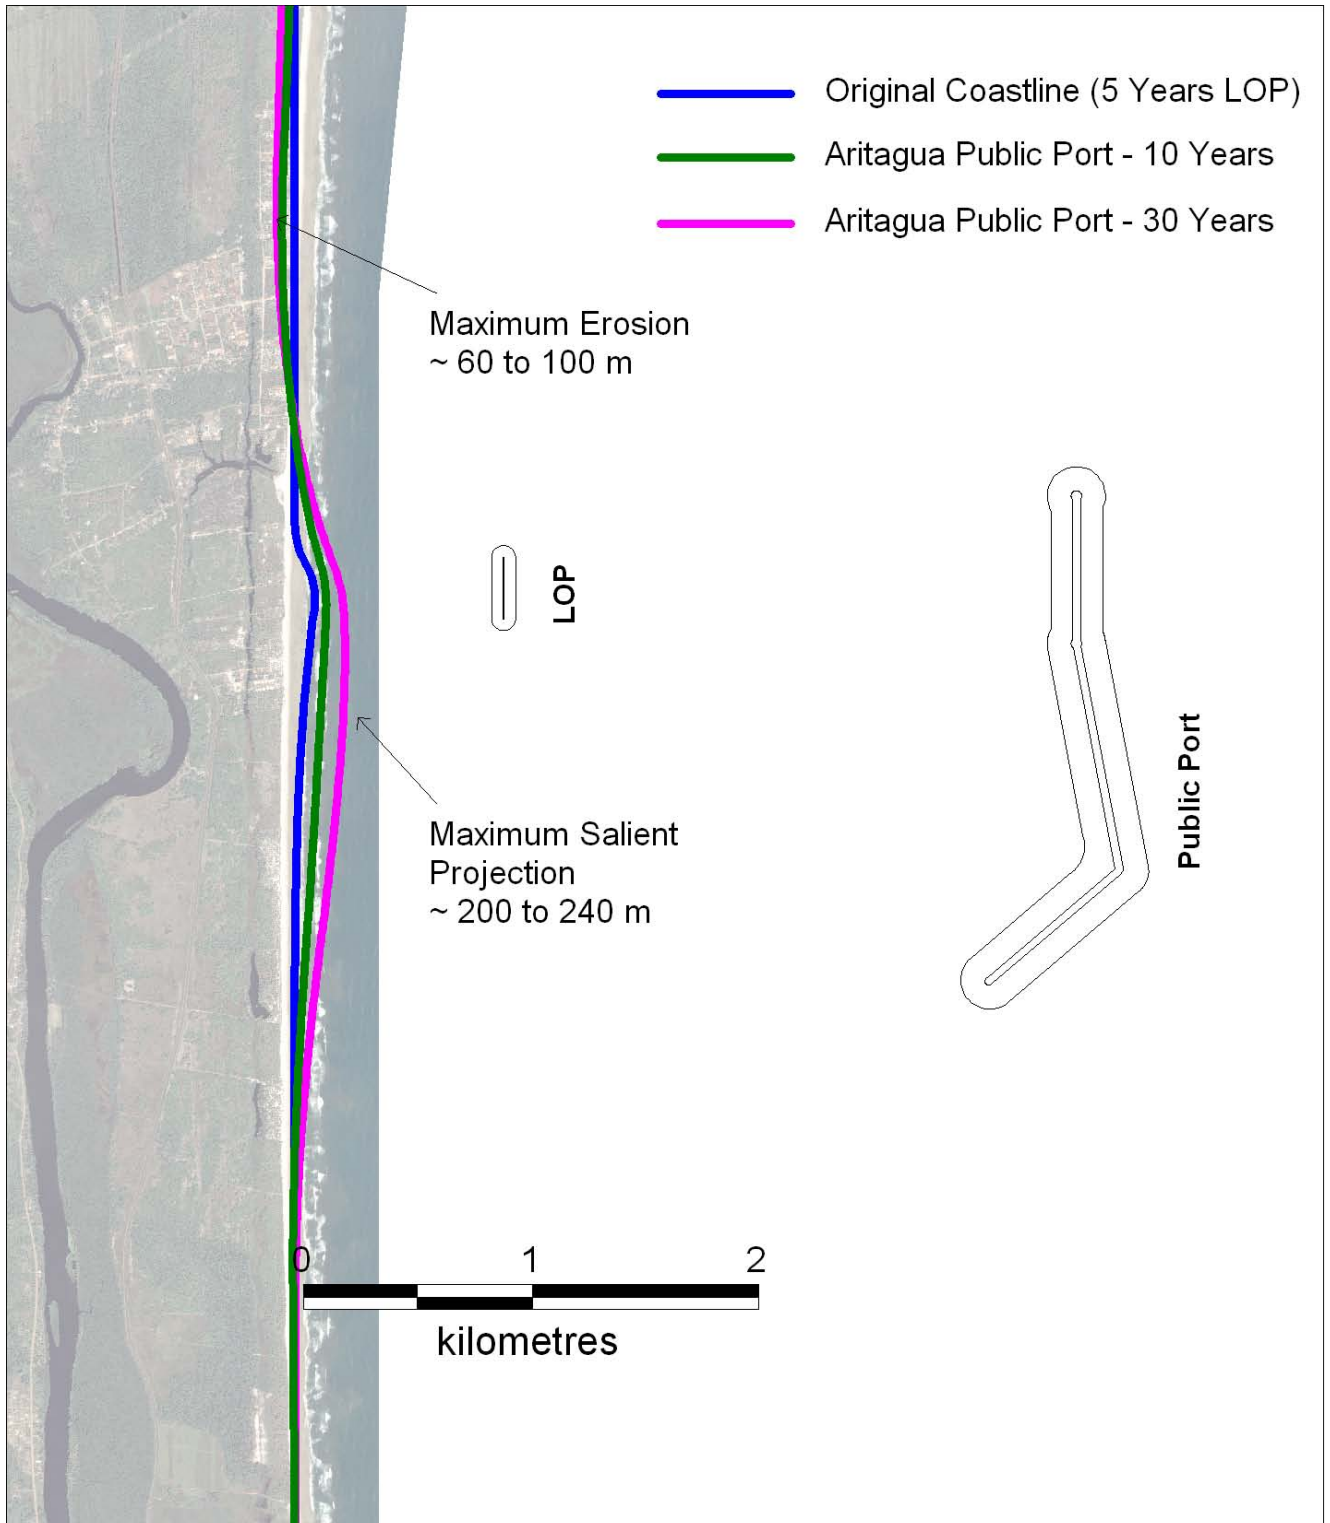 Original Coastline (5 Years LOP)
Aritagua Public Port - 10 Years
Aritagua Public Port - 30 Years
Maximum Erosion
~ 60 to 100 m
LOP
Public Port
Maximum Salient
Projection
~ 200 to 240 m
0 1 2
kilometres